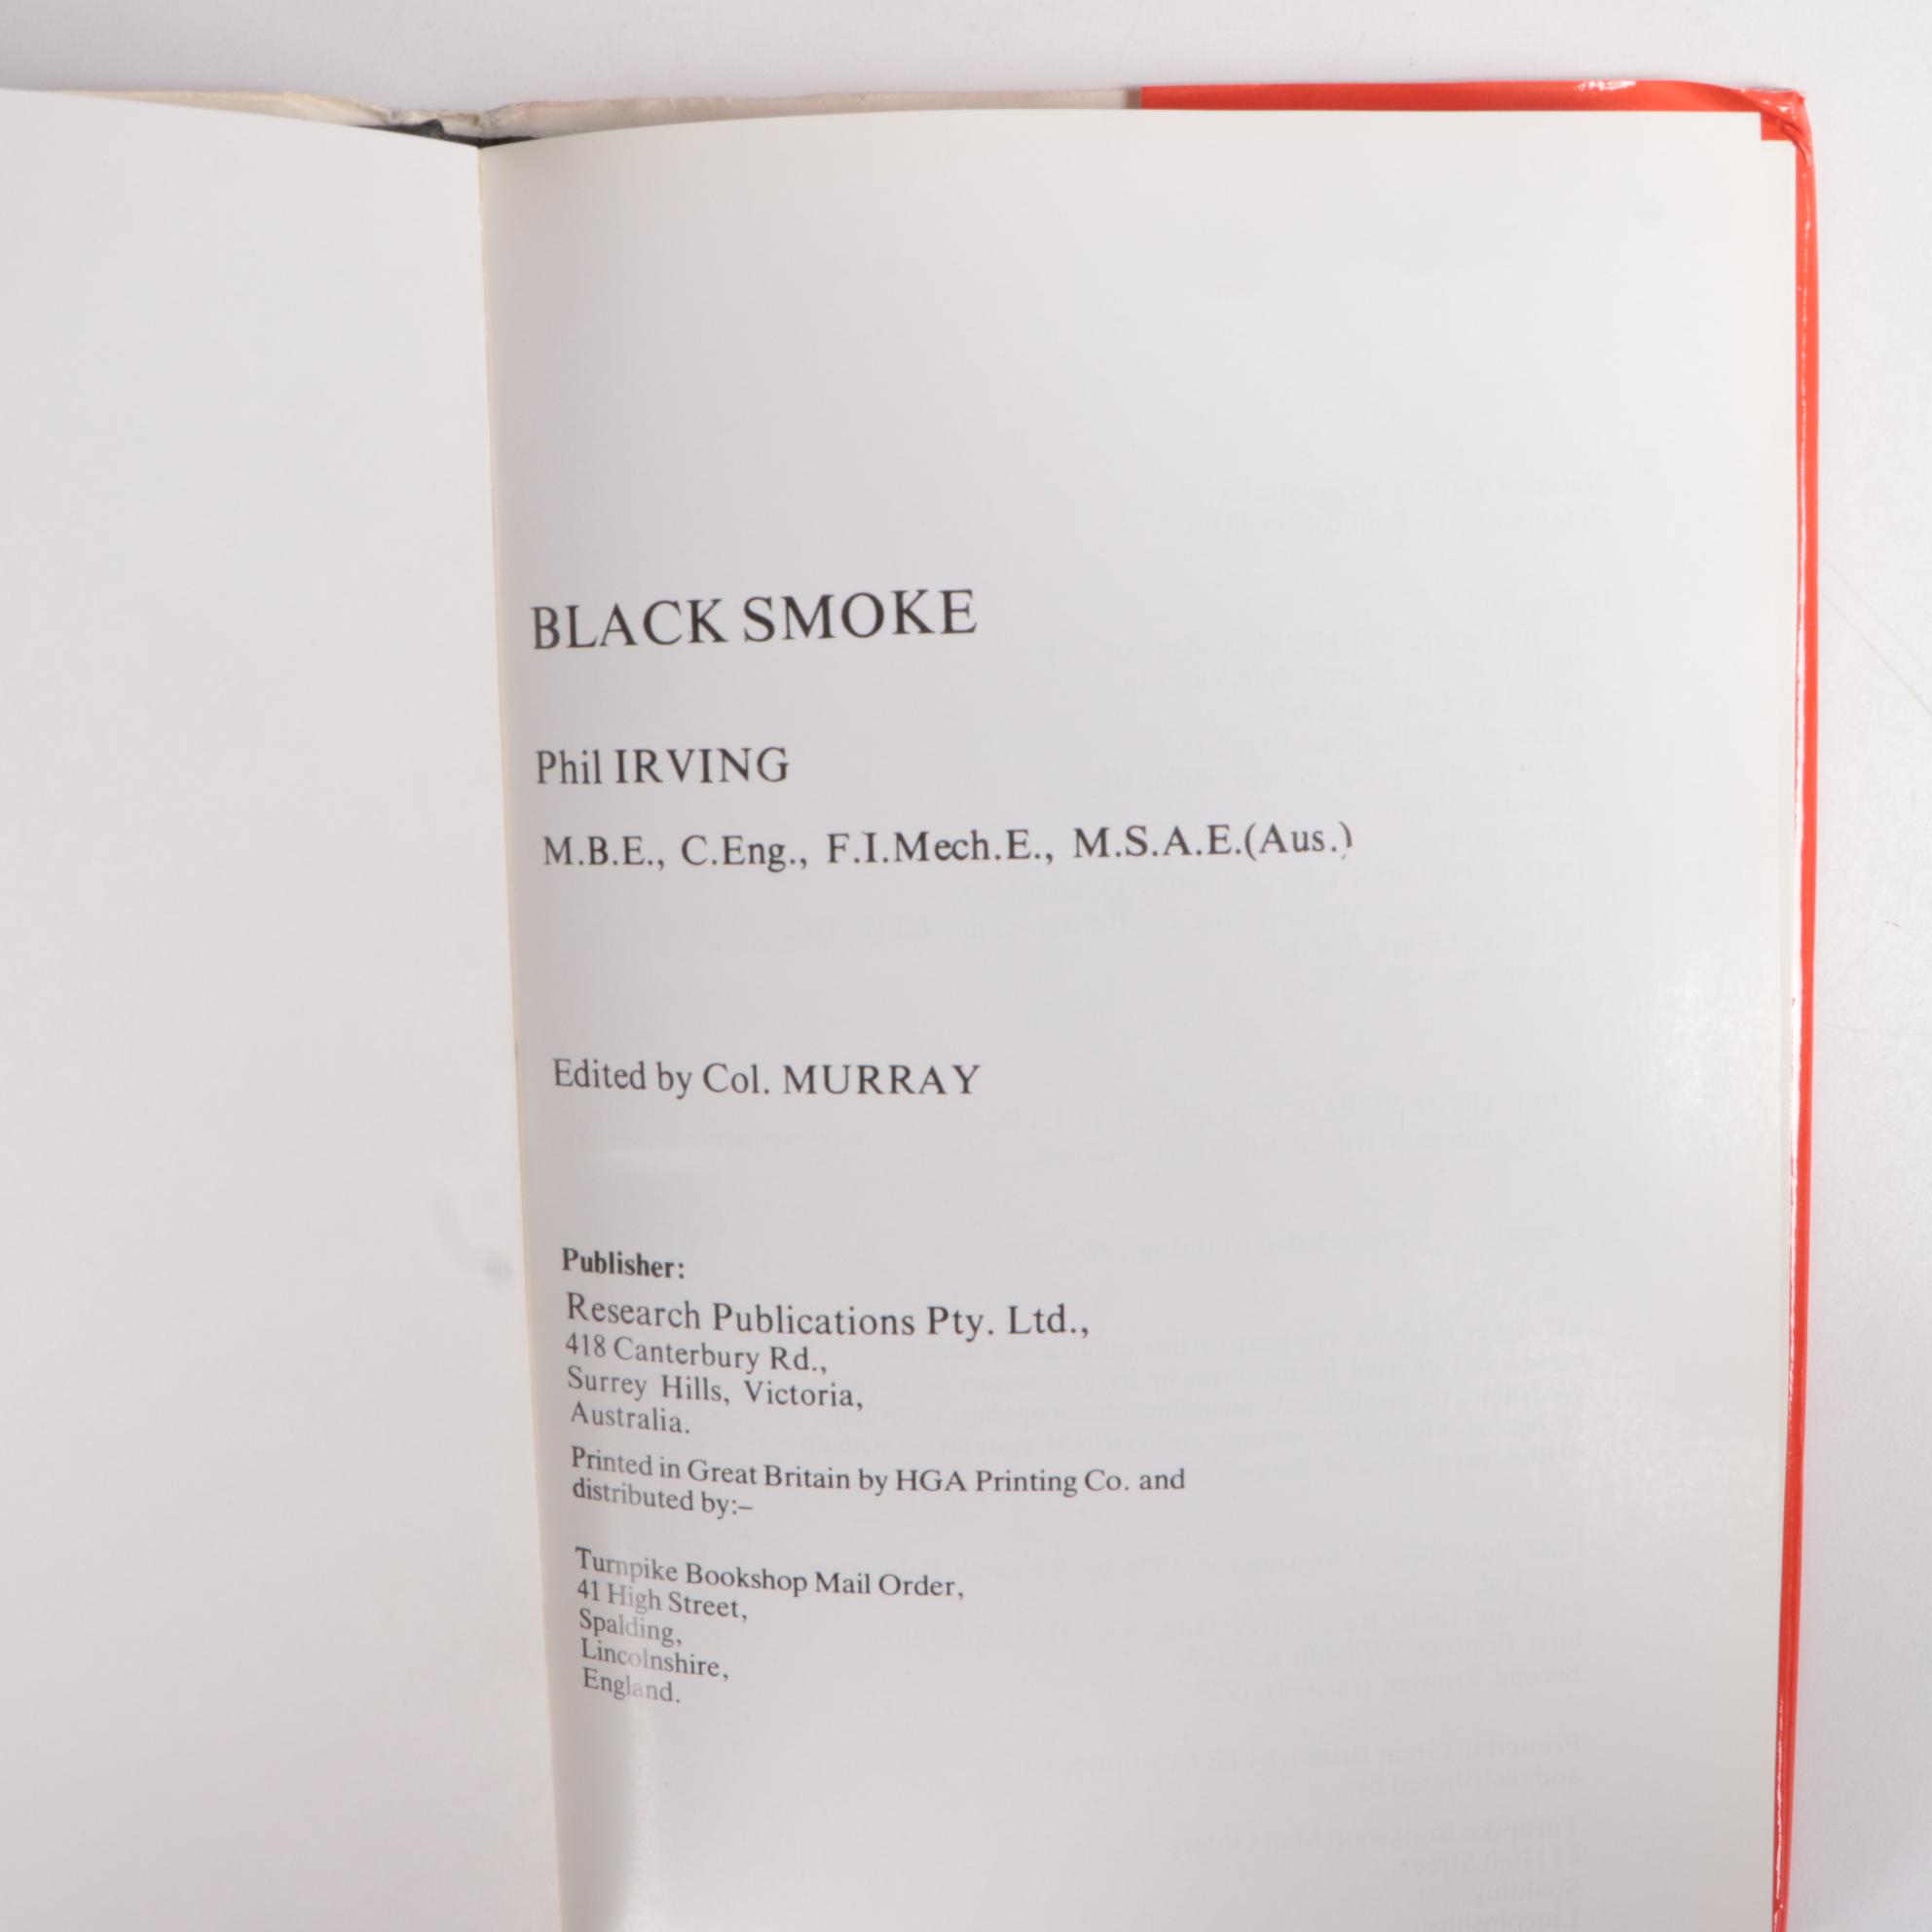 BLACK SMOKE
Phil IRVING
M.B.E., C.Eng., F.I.Mech.E., M.S.A.E.(Aus.)
Edited by Col. MURRAY
Publisher:
Research Publications Pty. Ltd.,
418 Canterbury Rd.,
Surrey Hills, Victoria,
Australia.
Printed in Great Britain by HGA Printing Co. and
distributed by:–
Turnpike Bookshop Mail Order,
41 High Street,
Spalding,
Lincolnshire,
England.